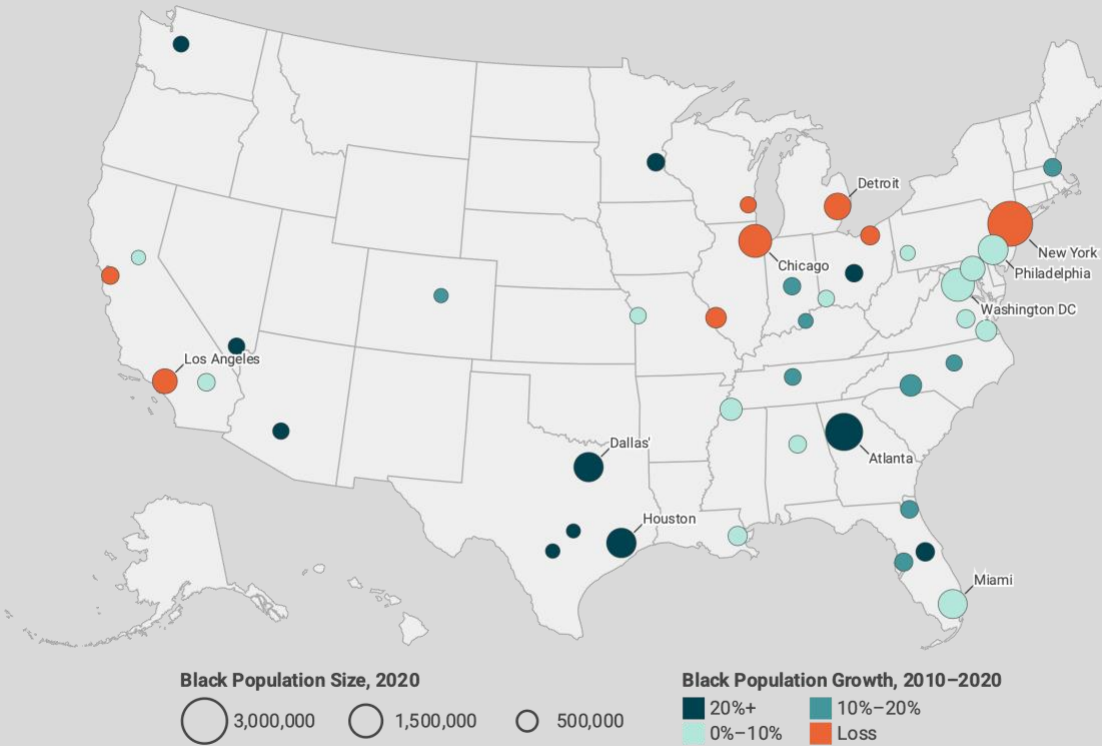 Detroit
New York
Chicago
Philadelphia
Washington DC
Los Angeles
Dallas'
Atlanta
Houston
Miami
Black Population Size, 2020
3,000,000
1,500,000
500,000
Black Population Growth, 2010–2020
20%+
10%–20%
0%–10%
Loss